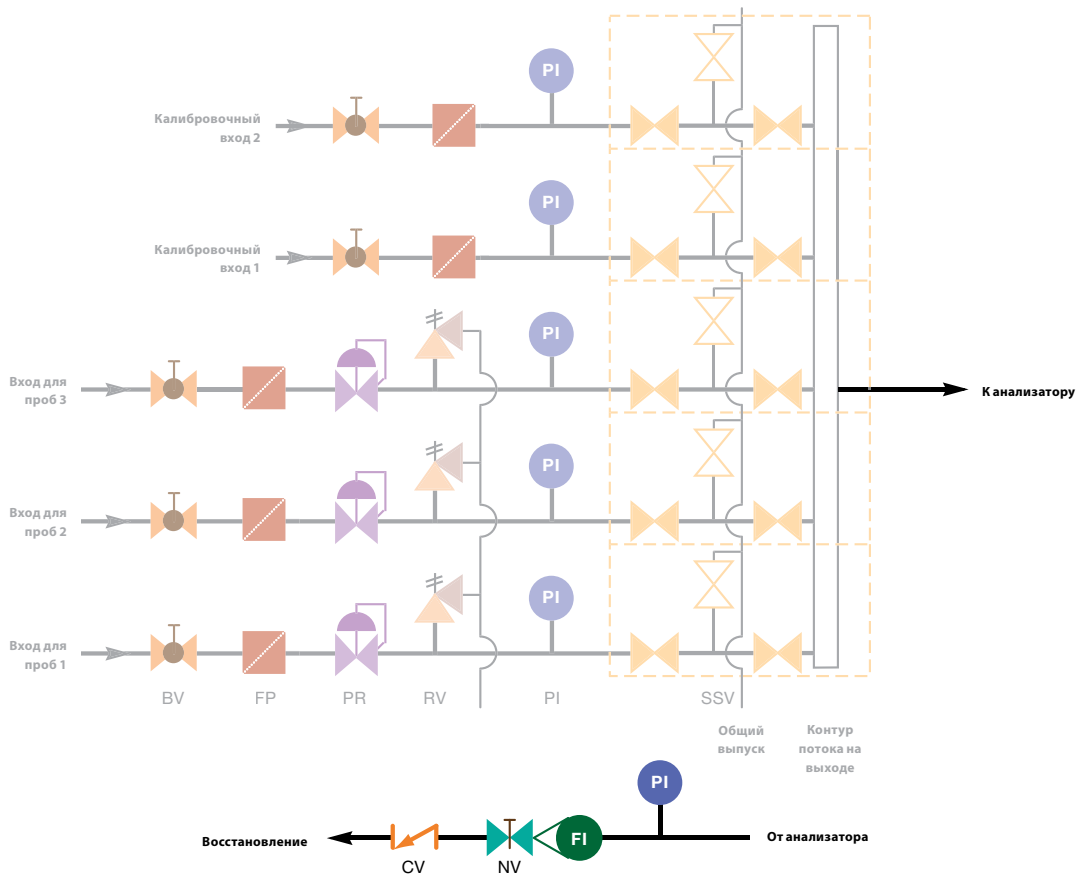 PI
Калибровочный
вход 2
PI
Калибровочный
вход 1
PI
Вход для
проб 3
К анализатору
PI
Вход для
проб 2
PI
Вход для
проб 1
BV
FP
PR
RV
PI
SSV
Общий
выпуск
Контур
потока на
выходе
PI
Восстановление
FI
От анализатора
CV
NV